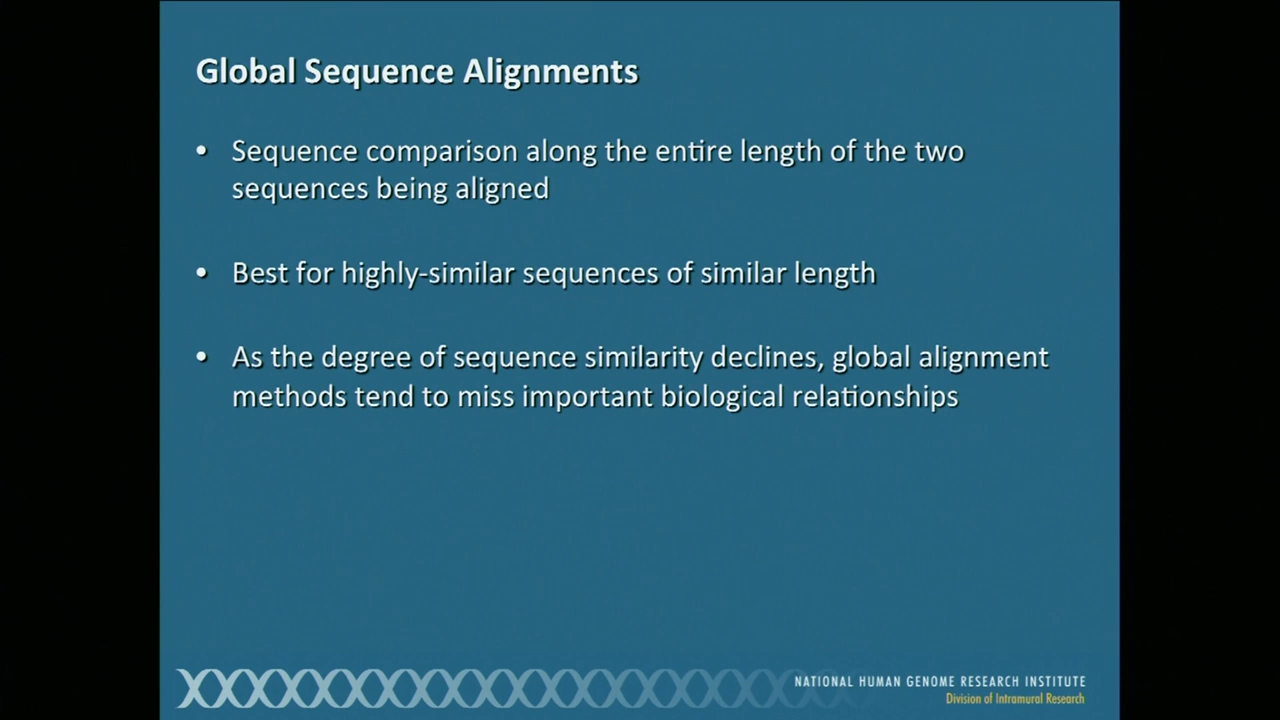 Global Sequence Alignments
• Sequence comparison along the entire length of the two
sequences being aligned
• Best for highly-similar sequences of similar length
• As the degree of sequence similarity declines, global alignment
methods tend to miss important biological relationships
NATIONAL HUMAN GENOME RESEARCH INSTITUTE
Division of Intramural Research